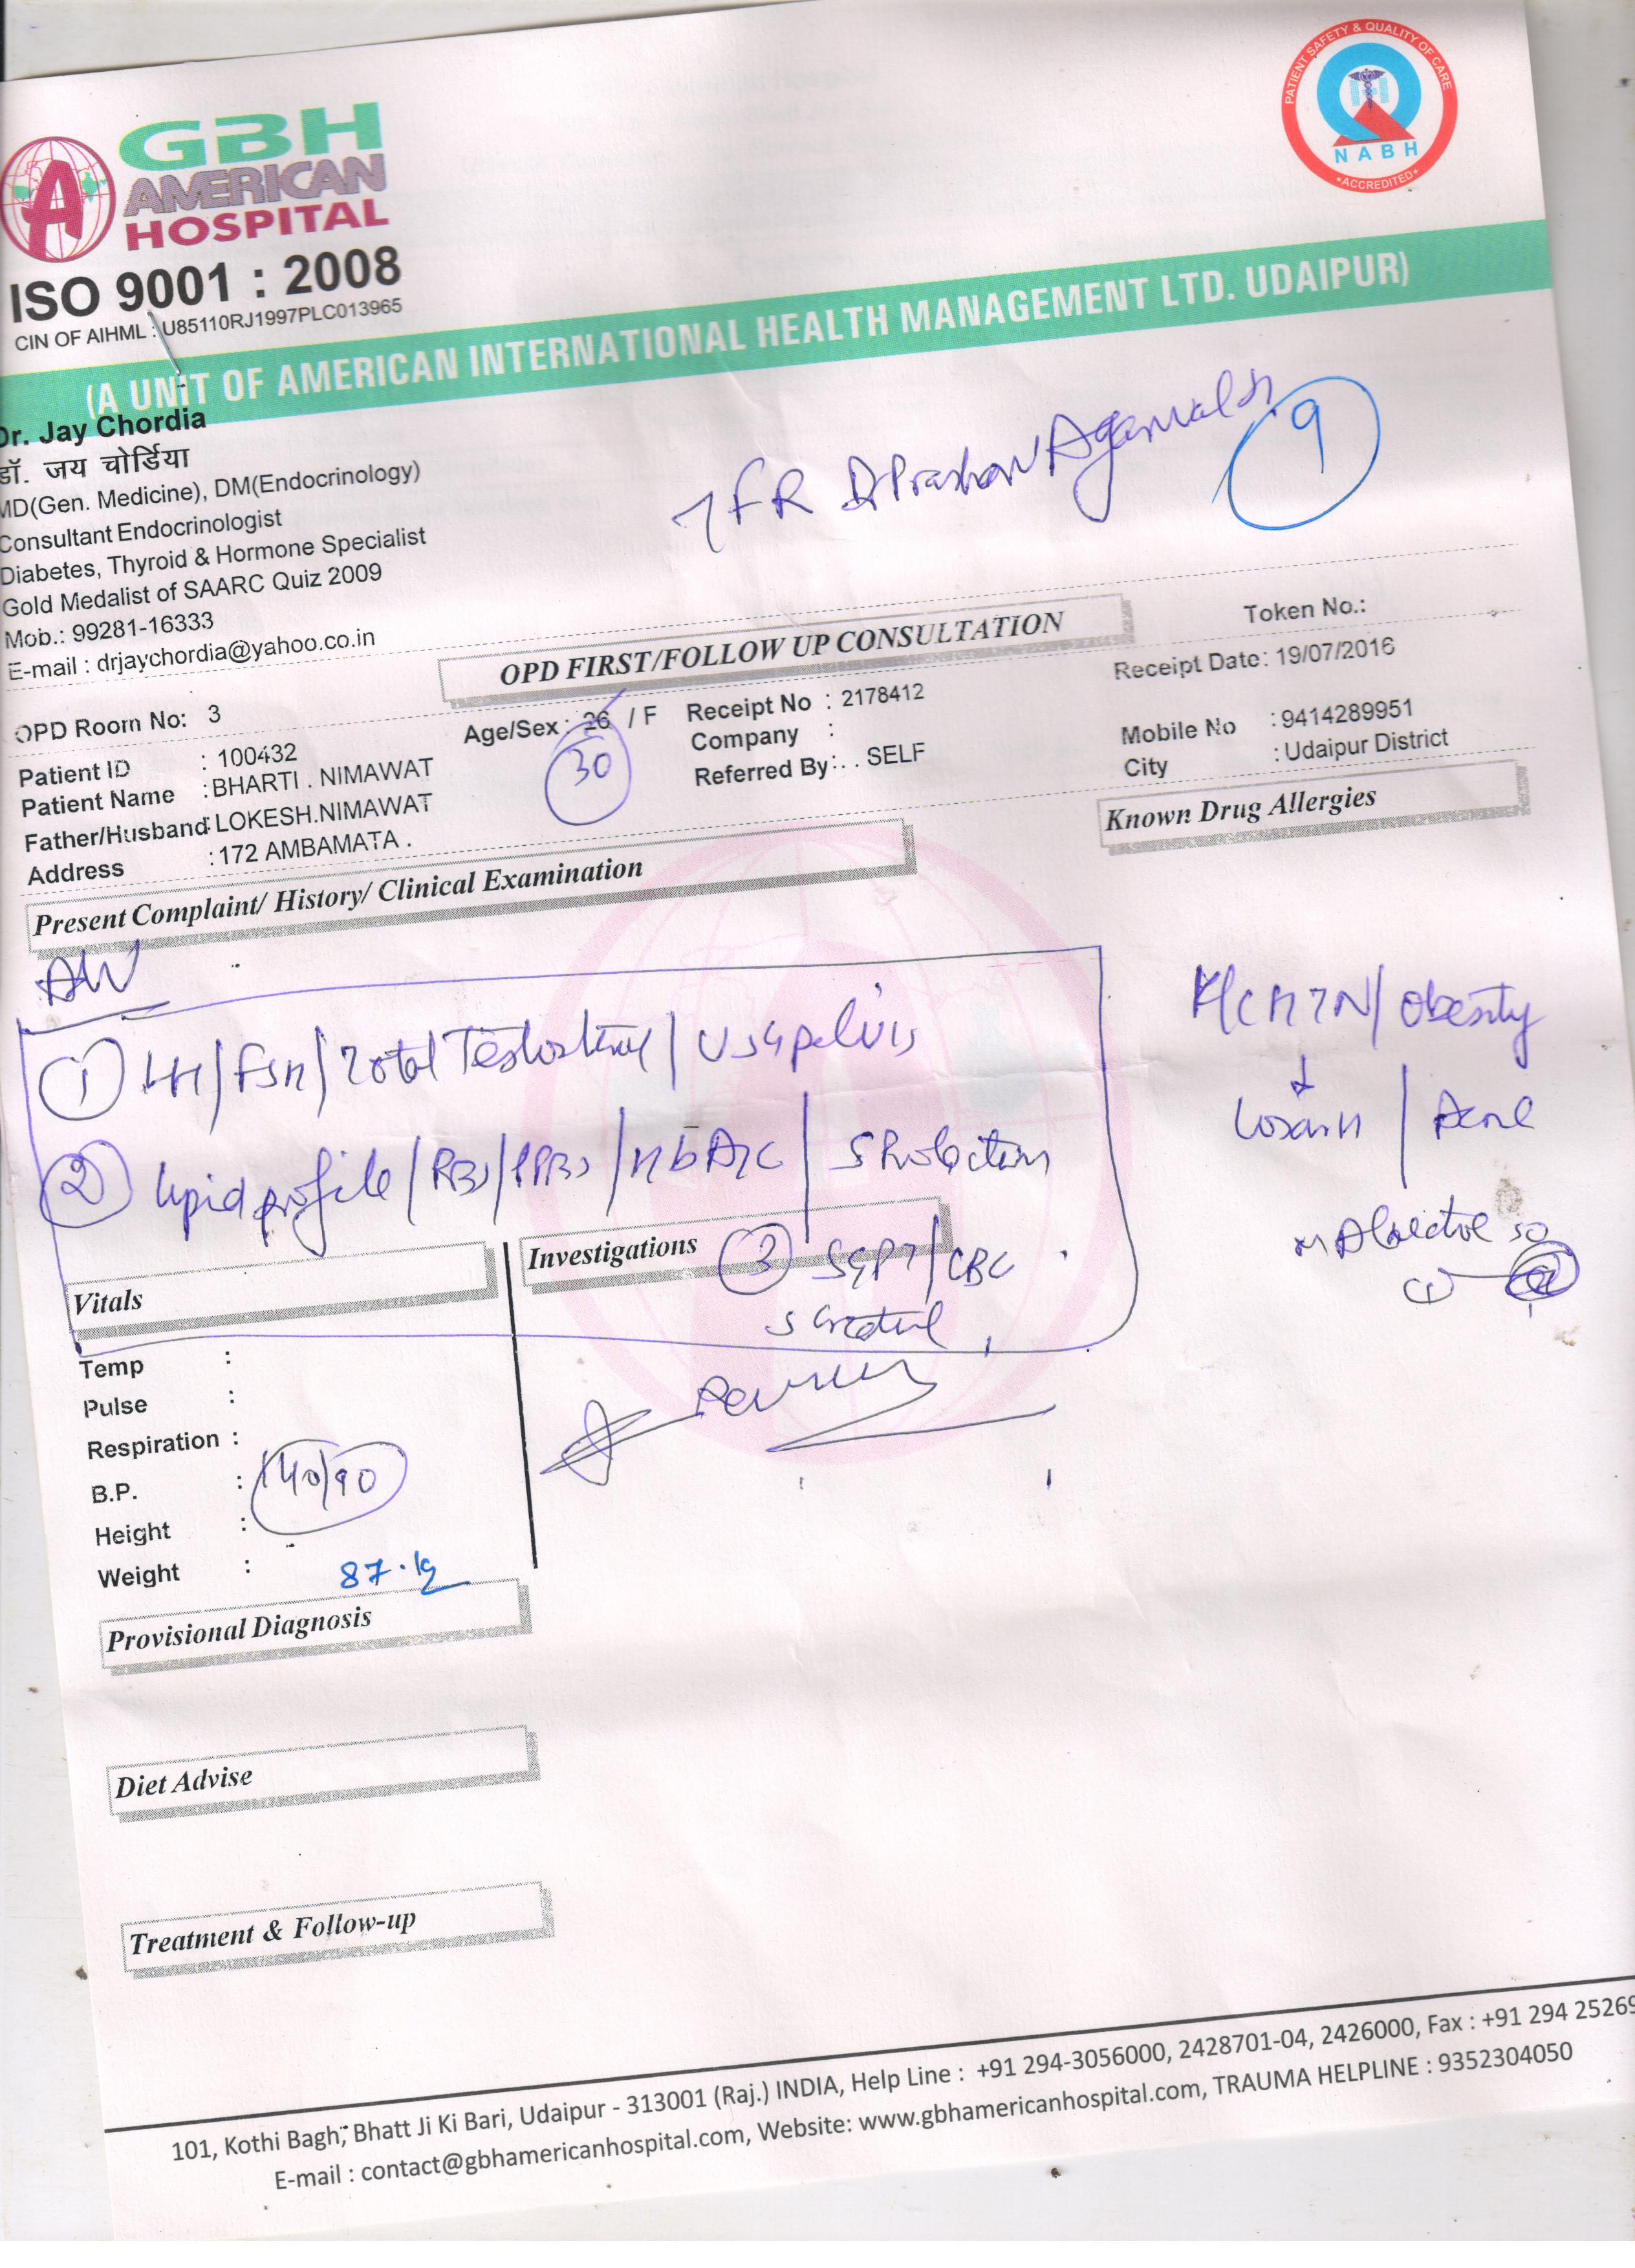 GBH
AMERICAN
HOSPITAL
ISO 9001 : 2008
CIN OF AIHML : U85110RJ1997PLC013965
PATIENT SAFETY & QUALITY OF CARE
NABH
ACCREDITED
(A UNIT OF AMERICAN INTERNATIONAL HEALTH MANAGEMENT LTD. UDAIPUR)
Dr. Jay Chordia
डॉ. जय चोर्डिया
MD(Gen. Medicine), DM(Endocrinology)
Consultant Endocrinologist
Diabetes, Thyroid & Hormone Specialist
Gold Medalist of SAARC Quiz 2009
Mob.: 99281-16333
E-mail : drjaychordia@yahoo.co.in
Agarwal
9
OPD FIRST/FOLLOW UP CONSULTATION
Token No.:
Receipt Date: 19/07/2016
OPD Room No: 3
Age/Sex : 26 / F
30
Receipt No : 2178412
Company :
Referred By: . . SELF
Mobile No : 9414289951
City : Udaipur District
Patient ID : 100432
Patient Name : BHARTI . NIMAWAT
Father/Husband : LOKESH.NIMAWAT
Address : 172 AMBAMATA .
Known Drug Allergies
Present Complaint/ History/ Clinical Examination
1 LH/FSH/Total Testosterone/USG pelvis
2 lipid profile/RBS/PPBS/HbA1C/S Prolactin
3 SGPT/CBC
S Creatinine
K/C HTN/Obesity
Losar H / Acne
Vitals
Investigations
Temp :
Pulse :
Respiration :
B.P. : 140/90
Height :
Weight : 87.kg
Provisional Diagnosis
Diet Advise
Treatment & Follow-up
101, Kothi Bagh, Bhatt Ji Ki Bari, Udaipur - 313001 (Raj.) INDIA, Help Line : +91 294-3056000, 2428701-04, 2426000, Fax : +91 294 25269
E-mail : contact@gbhamericanhospital.com, Website: www.gbhamericanhospital.com, TRAUMA HELPLINE : 9352304050